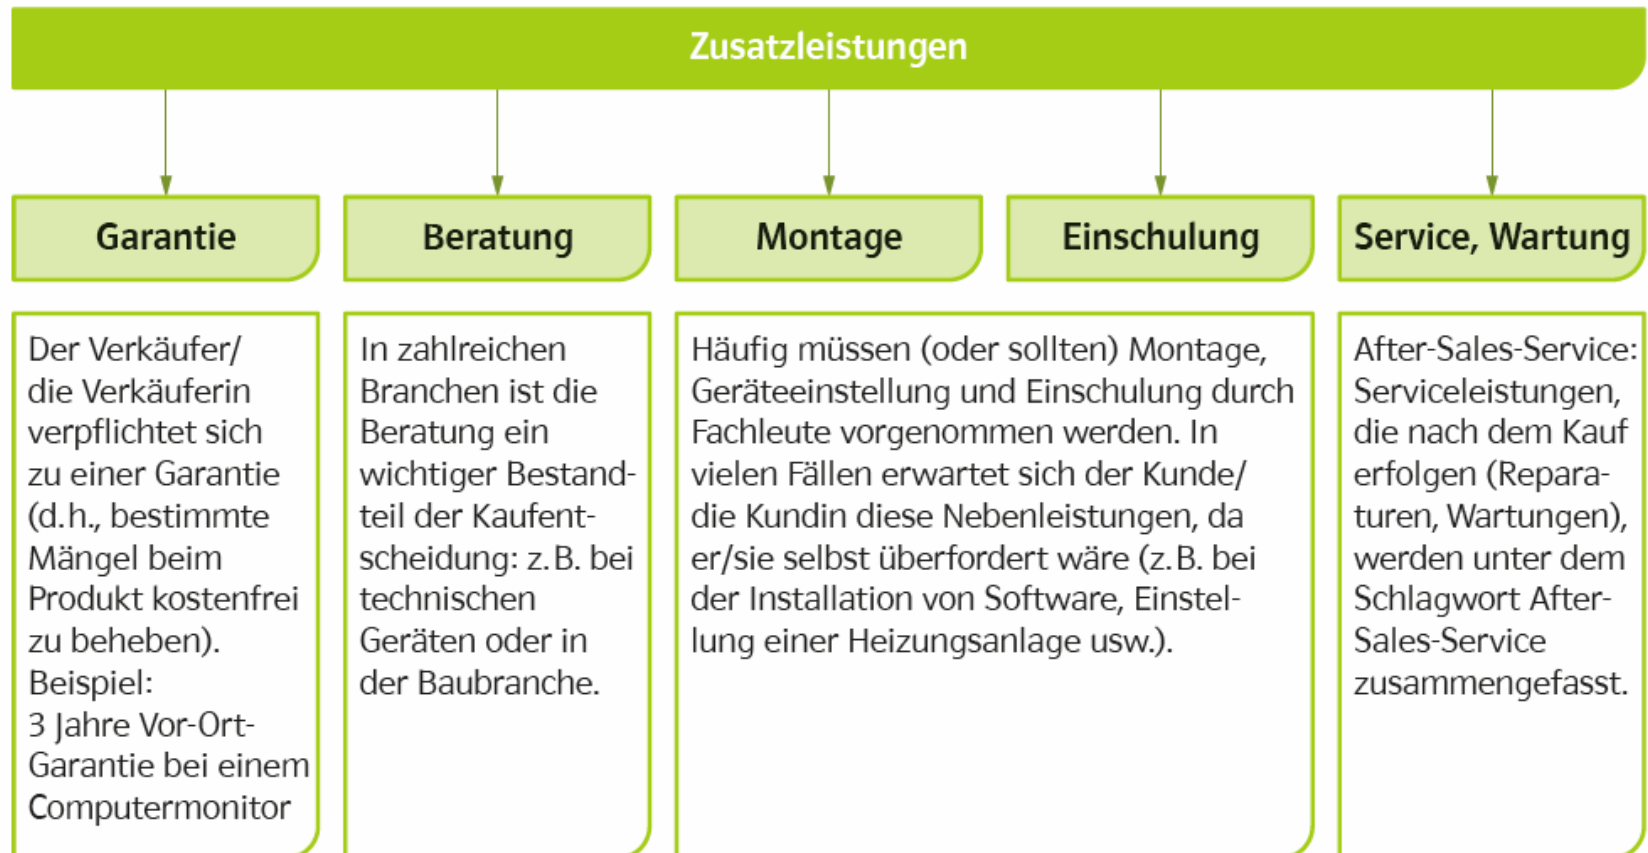 Zusatzleistungen
Garantie
Beratung
Montage
Einschulung
Service, Wartung
Der Verkäufer/
die Verkäuferin
verpflichtet sich
zu einer Garantie
(d.h., bestimmte
Mängel beim
Produkt kostenfrei
zu beheben).
Beispiel:
3 Jahre Vor-Ort-
Garantie bei einem
Computermonitor
In zahlreichen
Branchen ist die
Beratung ein
wichtiger Bestand-
teil der Kaufent-
scheidung: z.B. bei
technischen
Geräten oder in
der Baubranche.
Häufig müssen (oder sollten) Montage,
Geräteeinstellung und Einschulung durch
Fachleute vorgenommen werden. In
vielen Fällen erwartet sich der Kunde/
die Kundin diese Nebenleistungen, da
er/sie selbst überfordert wäre (z.B. bei
der Installation von Software, Einstel-
lung einer Heizungsanlage usw.).
After-Sales-Service:
Serviceleistungen,
die nach dem Kauf
erfolgen (Repara-
turen, Wartungen),
werden unter dem
Schlagwort After-
Sales-Service
zusammengefasst.